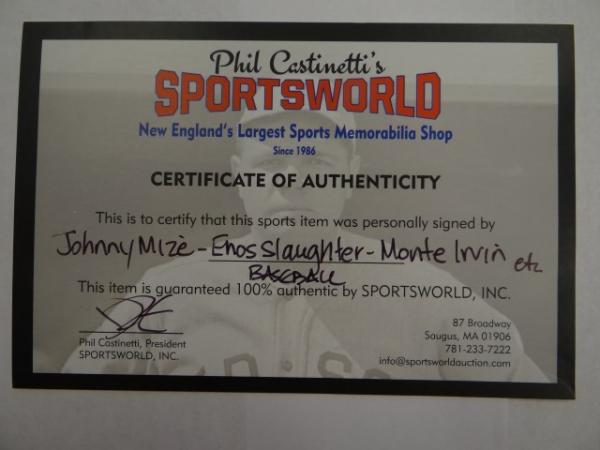 Phil Castinetti's
SPORTSWORLD
New England's Largest Sports Memorabilia Shop
Since 1986
CERTIFICATE OF AUTHENTICITY
This is to certify that this sports item was personally signed by
Johnny Mize - Enos Slaughter - Monte Irvin etc
BASEBALL
This item is guaranteed 100% authentic by SPORTSWORLD, INC.
Phil Castinetti, President
SPORTSWORLD, INC.
87 Broadway
Saugus, MA 01906
781-233-7222
info@sportsworldauction.com